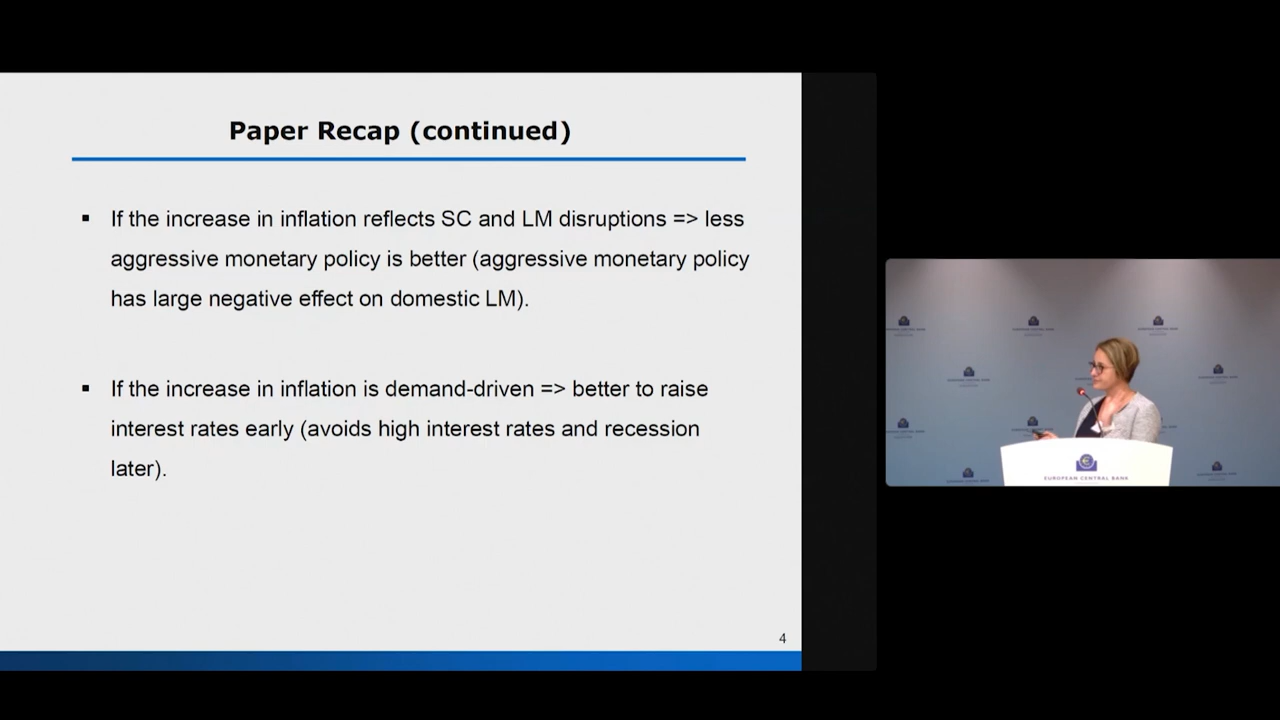 Paper Recap (continued)
▪ If the increase in inflation reflects SC and LM disruptions => less
aggressive monetary policy is better (aggressive monetary policy
has large negative effect on domestic LM).
▪ If the increase in inflation is demand-driven => better to raise
interest rates early (avoids high interest rates and recession
later).
4
EUROPEAN CENTRAL BANK